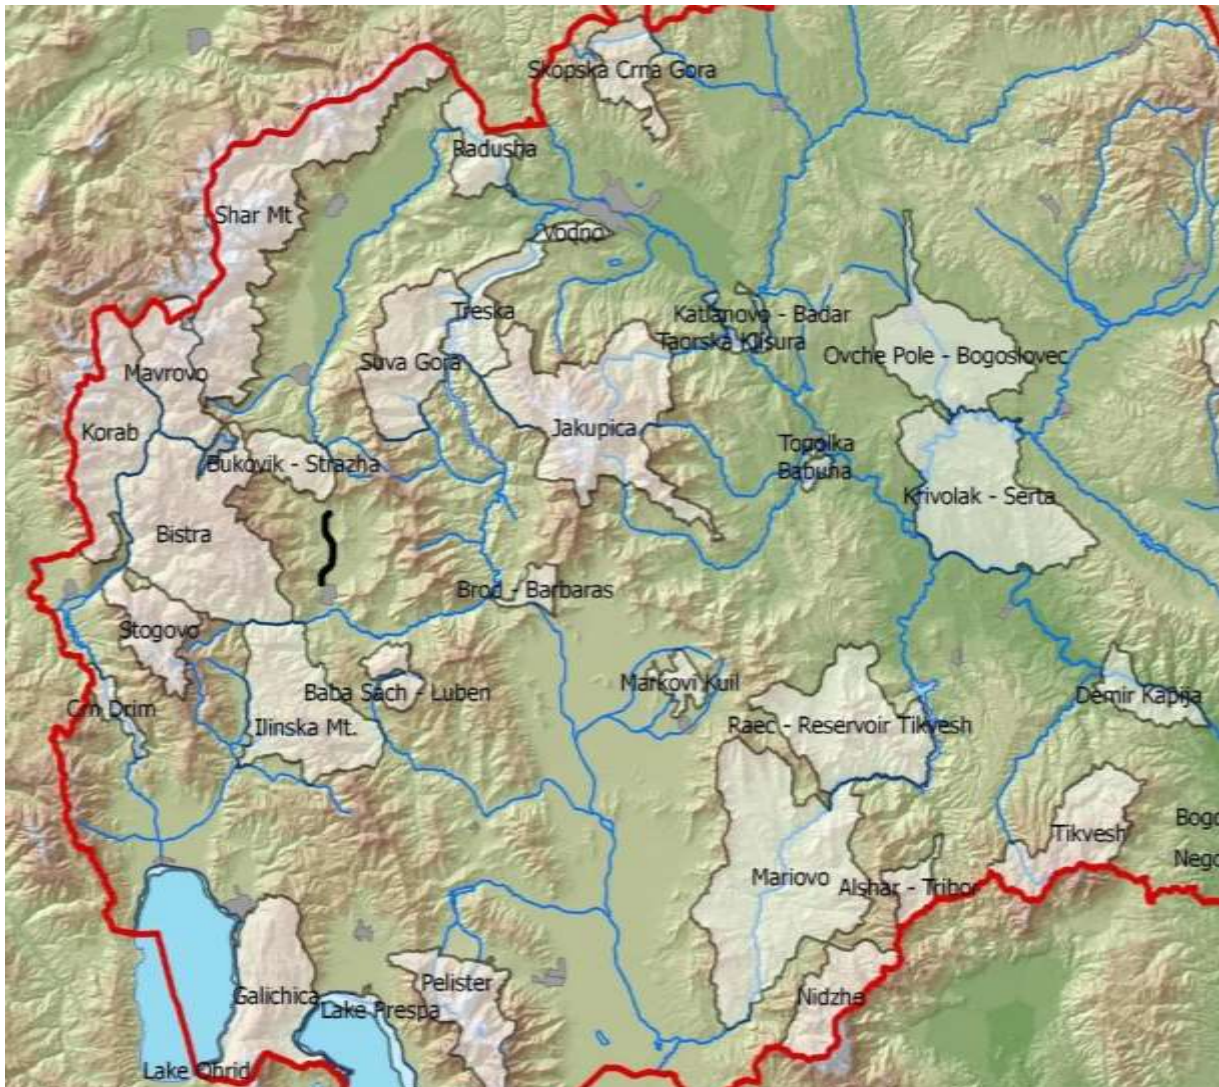 Skopska Crna Gora
Radusha
Shar Mt
Vodno
Treska
Katlanovo - Badar
Taorska Klisura
Ovche Pole - Bogoslovec
Suva Gora
Mavrovo
Korab
Jakupica
Topolka
Babuna
Bukovik - Strazha
Krivolak - Serta
Bistra
Brod - Barbaras
Stogovo
Markovi Kuli
Baba Sach - Luben
Demir Kapija
Crn Drim
Ilinska Mt.
Raec - Reservoir Tikvesh
Bogo
Tikvesh
Nego
Mariovo
Alshar - Tribor
Pelister
Galichica
Nidzhe
Lake Prespa
Lake Ohrid